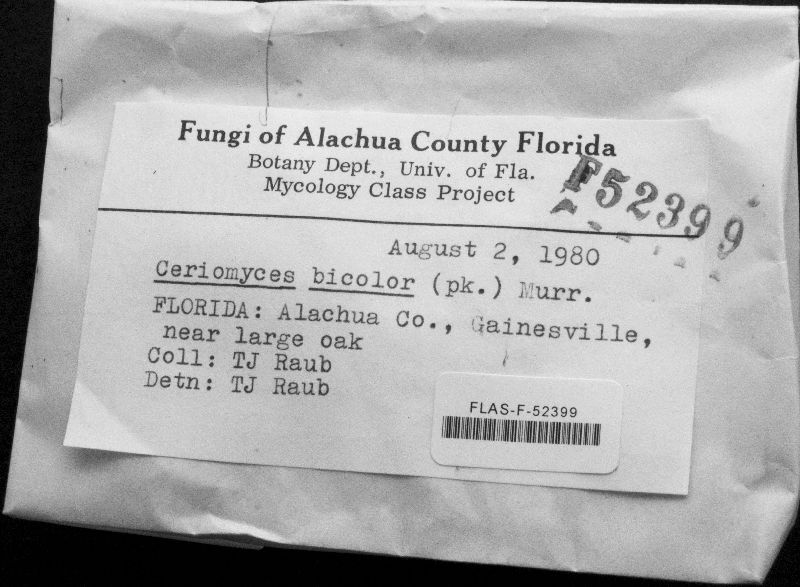 Fungi of Alachua County Florida
Botany Dept., Univ. of Fla.
Mycology Class Project
F52399
August 2, 1980
Ceriomyces bicolor (pk.) Murr.
FLORIDA: Alachua Co., Gainesville,
near large oak
Coll: TJ Raub
Detn: TJ Raub
FLAS-F-52399